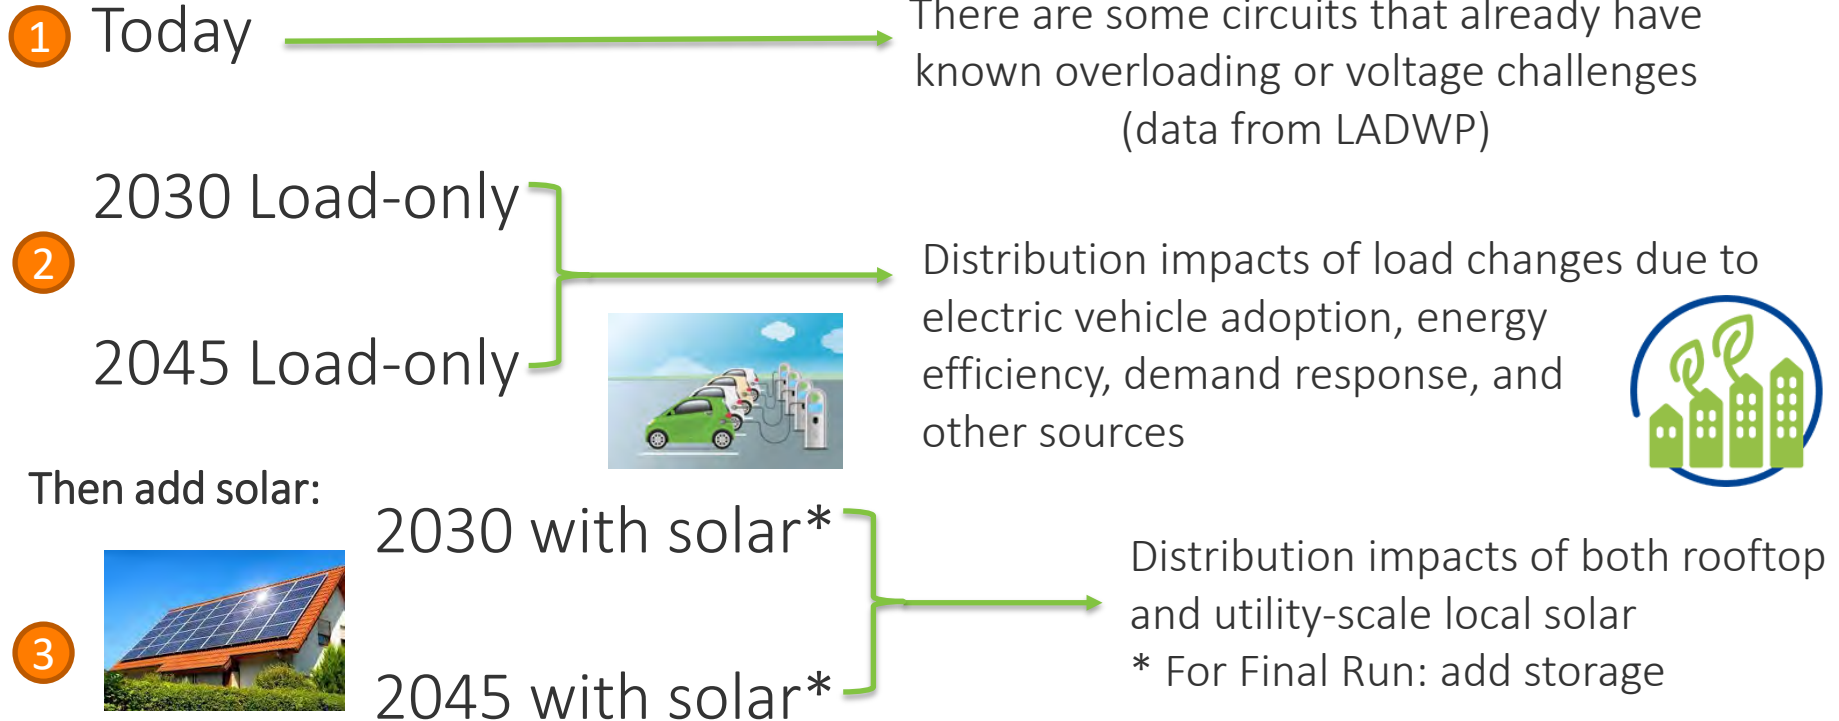 1 Today
There are some circuits that already have
known overloading or voltage challenges
(data from LADWP)
2030 Load-only
2
2045 Load-only
Distribution impacts of load changes due to
electric vehicle adoption, energy
efficiency, demand response, and
other sources
Then add solar:
2030 with solar*
3
2045 with solar*
Distribution impacts of both rooftop
and utility-scale local solar
* For Final Run: add storage